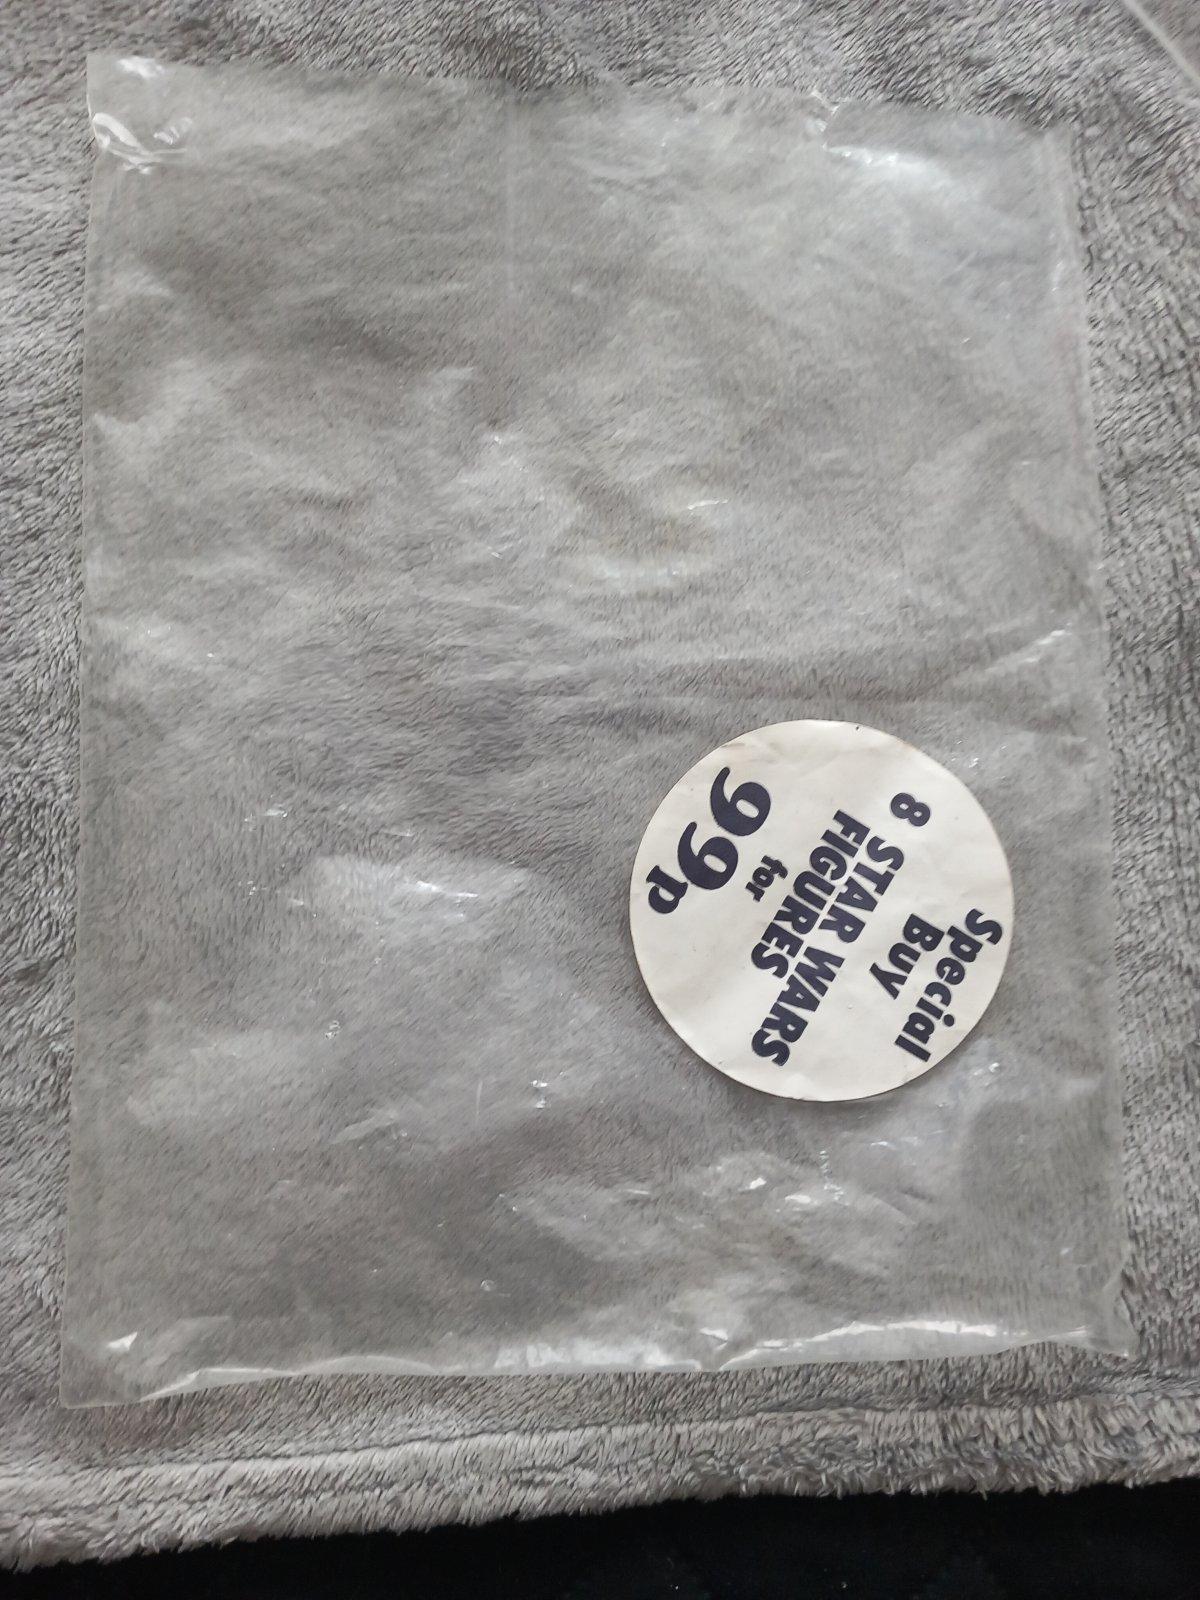 Special
Buy
8 STAR WARS
FIGURES
for
99p